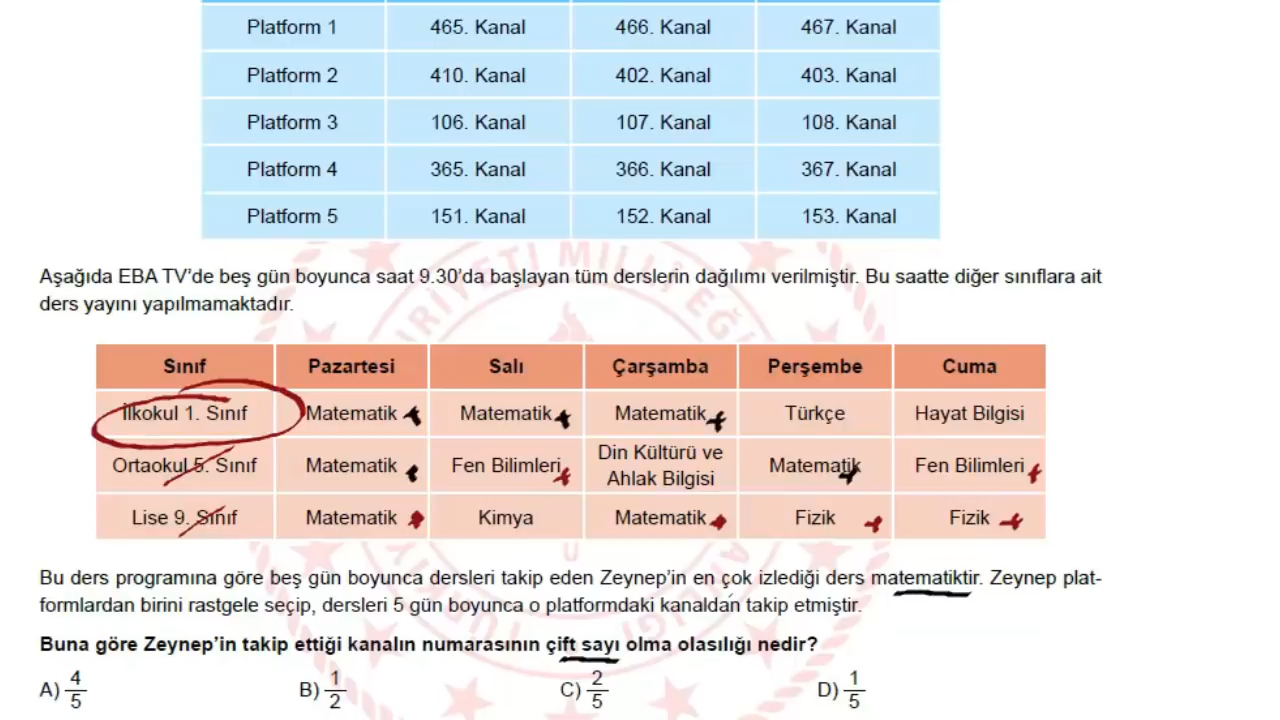 Platform 1 465. Kanal 466. Kanal 467. Kanal
Platform 2 410. Kanal 402. Kanal 403. Kanal
Platform 3 106. Kanal 107. Kanal 108. Kanal
Platform 4 365. Kanal 366. Kanal 367. Kanal
Platform 5 151. Kanal 152. Kanal 153. Kanal
Aşağıda EBA TV'de beş gün boyunca saat 9.30'da başlayan tüm derslerin dağılımı verilmiştir. Bu saatte diğer sınıflara ait
ders yayını yapılmamaktadır.
Sınıf Pazartesi Salı Çarşamba Perşembe Cuma
İlkokul 1. Sınıf Matematik Matematik Matematik Türkçe Hayat Bilgisi
Ortaokul 5. Sınıf Matematik Fen Bilimleri Din Kültürü ve Ahlak Bilgisi Matematik Fen Bilimleri
Lise 9. Sınıf Matematik Kimya Matematik Fizik Fizik
Bu ders programına göre beş gün boyunca dersleri takip eden Zeynep'in en çok izlediği ders matematiktir. Zeynep plat-
formlardan birini rastgele seçip, dersleri 5 gün boyunca o platformdaki kanaldan takip etmiştir.
Buna göre Zeynep'in takip ettiği kanalın numarasının çift sayı olma olasılığı nedir?
A) 4/5 B) 1/2 C) 2/5 D) 1/5